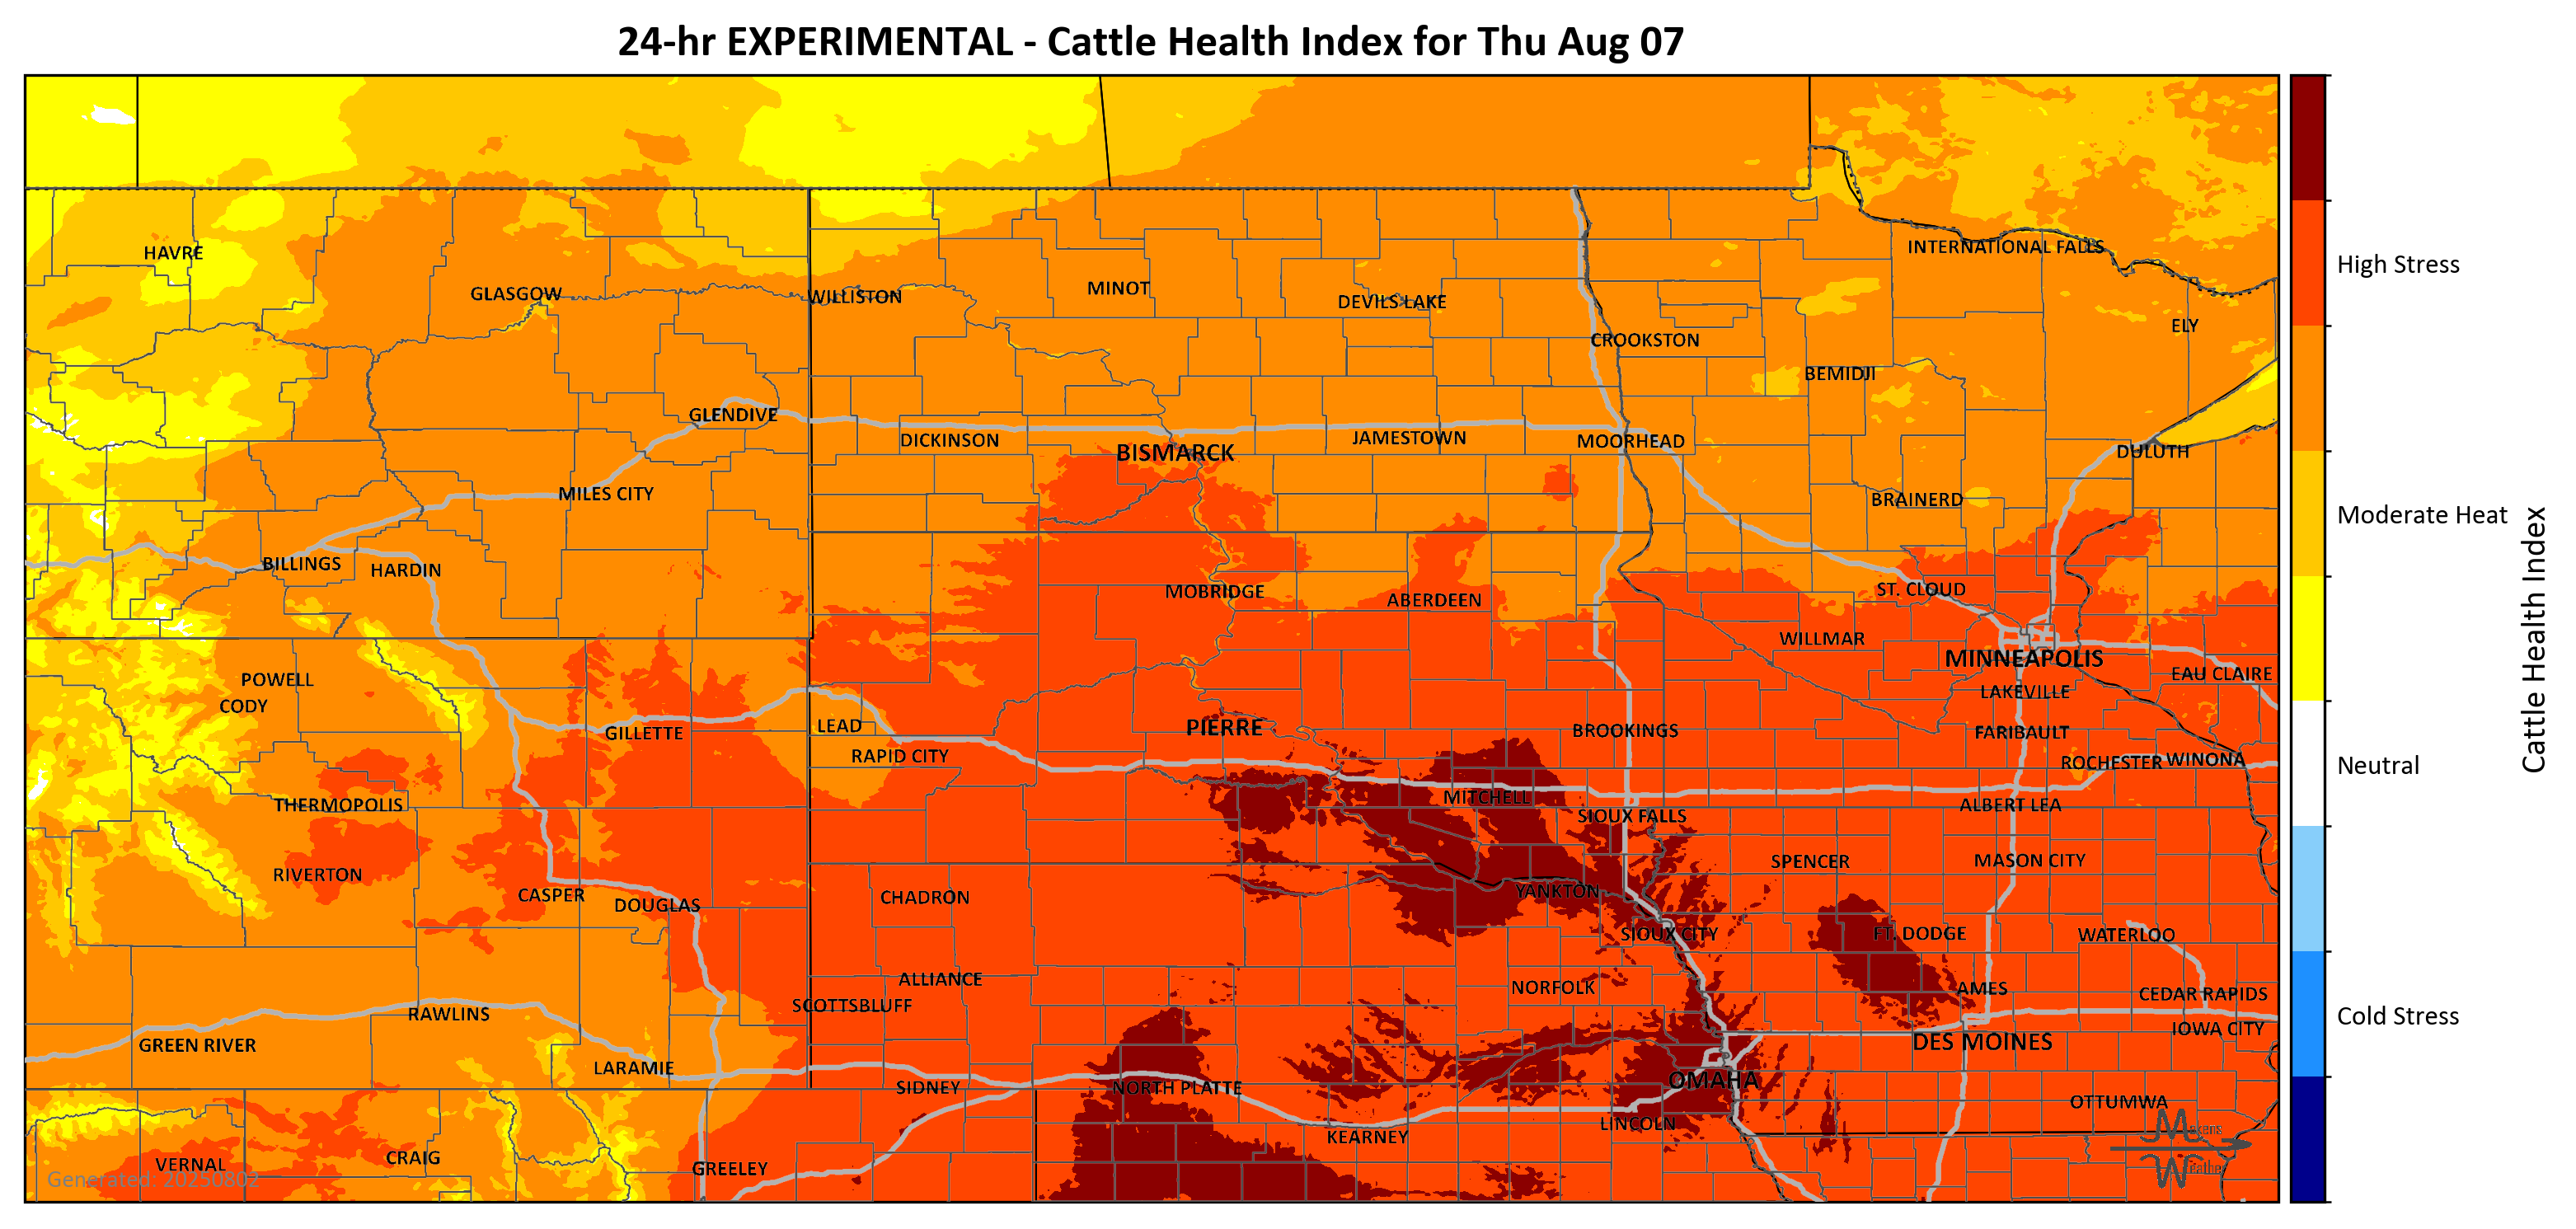 24-hr EXPERIMENTAL - Cattle Health Index for Thu Aug 07
HAVRE
INTERNATIONAL FALLS
GLASGOW
WILLISTON
MINOT
DEVILS LAKE
ELY
CROOKSTON
BEMIDJI
GLENDIVE
DICKINSON
BISMARCK
JAMESTOWN
MOORHEAD
DULUTH
MILES CITY
BRAINERD
BILLINGS
HARDIN
MOBRIDGE
ABERDEEN
ST. CLOUD
WILLMAR
MINNEAPOLIS
EAU CLAIRE
POWELL
CODY
LAKEVILLE
GILLETTE
LEAD
PIERRE
BROOKINGS
FARIBAULT
RAPID CITY
ROCHESTER
WINONA
THERMOPOLIS
MITCHELL
SIOUX FALLS
ALBERT LEA
RIVERTON
SPENCER
MASON CITY
CASPER
DOUGLAS
CHADRON
YANKTON
SIOUX CITY
FT. DODGE
WATERLOO
ALLIANCE
NORFOLK
AMES
CEDAR RAPIDS
SCOTTSBLUFF
RAWLINS
IOWA CITY
GREEN RIVER
DES MOINES
LARAMIE
SIDNEY
NORTH PLATTE
OMAHA
OTTUMWA
LINCOLN
KEARNEY
VERNAL
CRAIG
GREELEY
Generated: 20250802
Makens
Weather
High Stress
Moderate Heat
Neutral
Cold Stress
Cattle Health Index